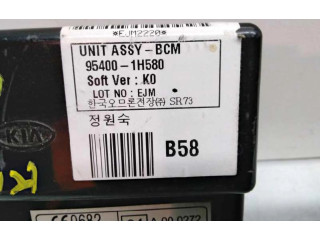 *EJM2220*
UNIT ASSY-BCM
95400-1H580
Soft Ver : K0
LOT NO : EJM
한국오므론전장(주) SR73
정원숙
B58
KIA